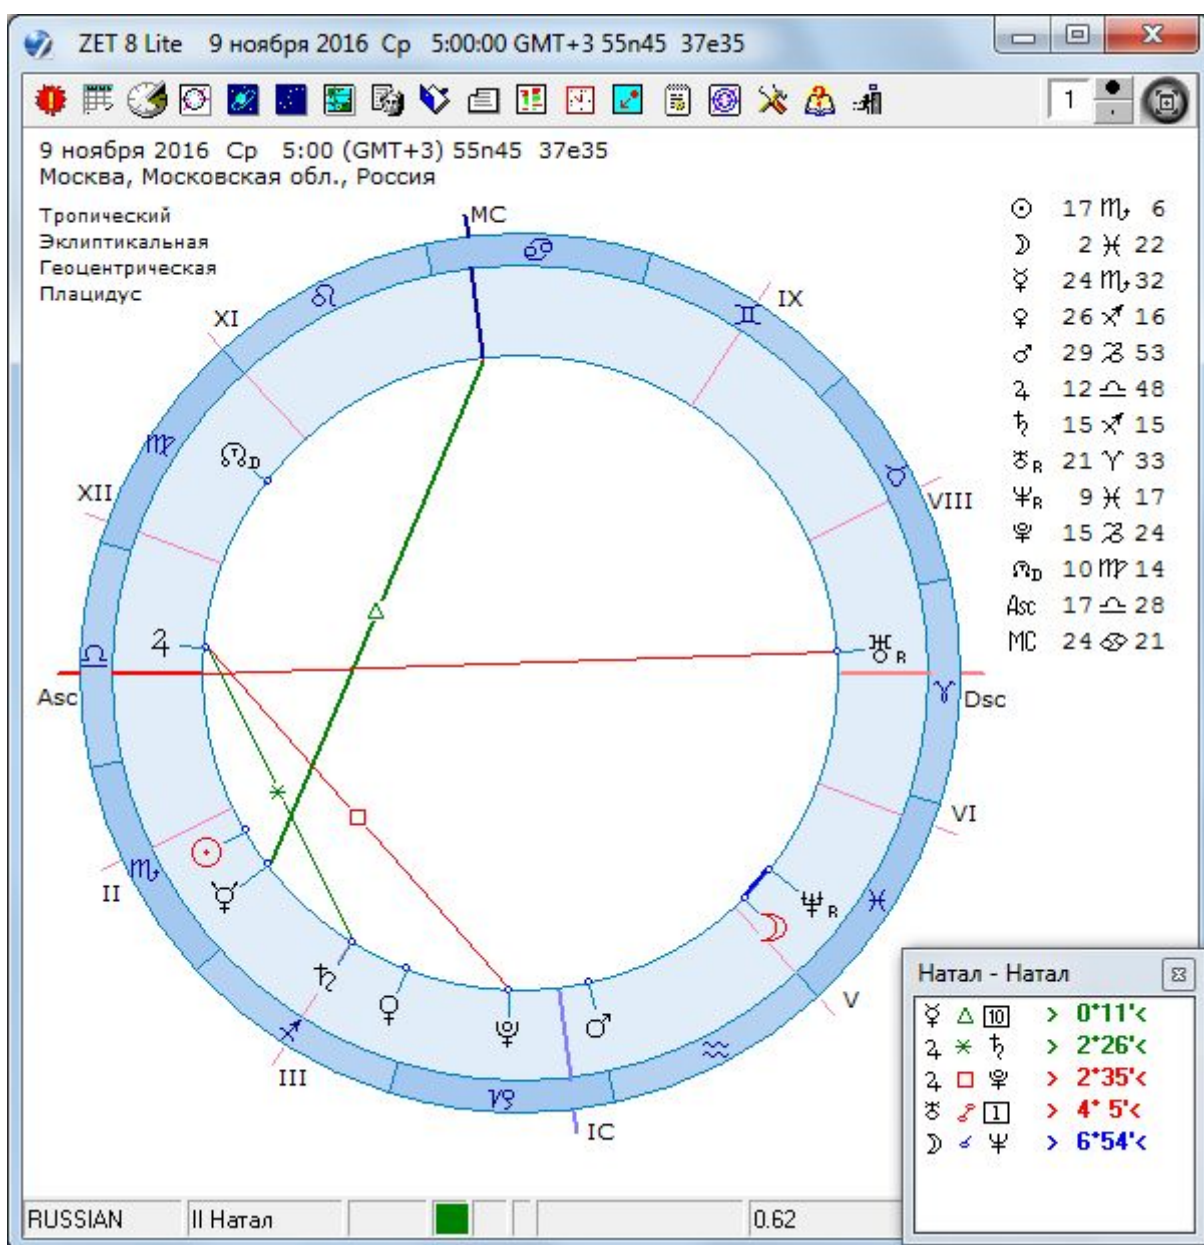 ZET 8 Lite 9 ноября 2016 Ср 5:00:00 GMT+3 55n45 37e35
1
9 ноября 2016 Ср 5:00 (GMT+3) 55n45 37e35
Москва, Московская обл., Россия
Тропический
Эклиптикальная
Геоцентрическая
Плацидус
MC
IX
XI
XII
VIII
Asc
Dsc
VI
II
V
III
IC
D
R
R
☉ 17 ♏ 6
☽ 2 ♓ 22
☿ 24 ♏ 32
♀ 26 ♐ 16
♂ 29 ♑ 53
♃ 12 ♎ 48
♄ 15 ♐ 15
♅R 21 ♈ 33
♆R 9 ♓ 17
♇ 15 ♑ 24
☊D 10 ♍ 14
Asc 17 ♎ 28
MC 24 ♋ 21
Натал - Натал
☿ △ 10 > 0°11'<
♃ ✶ ♄ > 2°26'<
♃ □ ♇ > 2°35'<
♅ ☍ 1 > 4° 5'<
☽ ☌ ♆ > 6°54'<
RUSSIAN II Натал 0.62